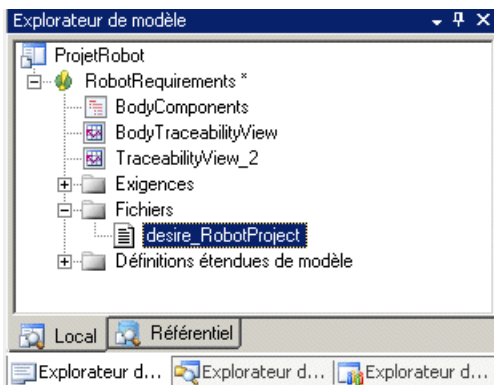 Explorateur de modèle
ProjetRobot
RobotRequirements *
BodyComponents
BodyTraceabilityView
TraceabilityView_2
Exigences
Fichiers
desire_RobotProject
Définitions étendues de modèle
Local Référentiel
Explorateur d... Explorateur d... Explorateur d...